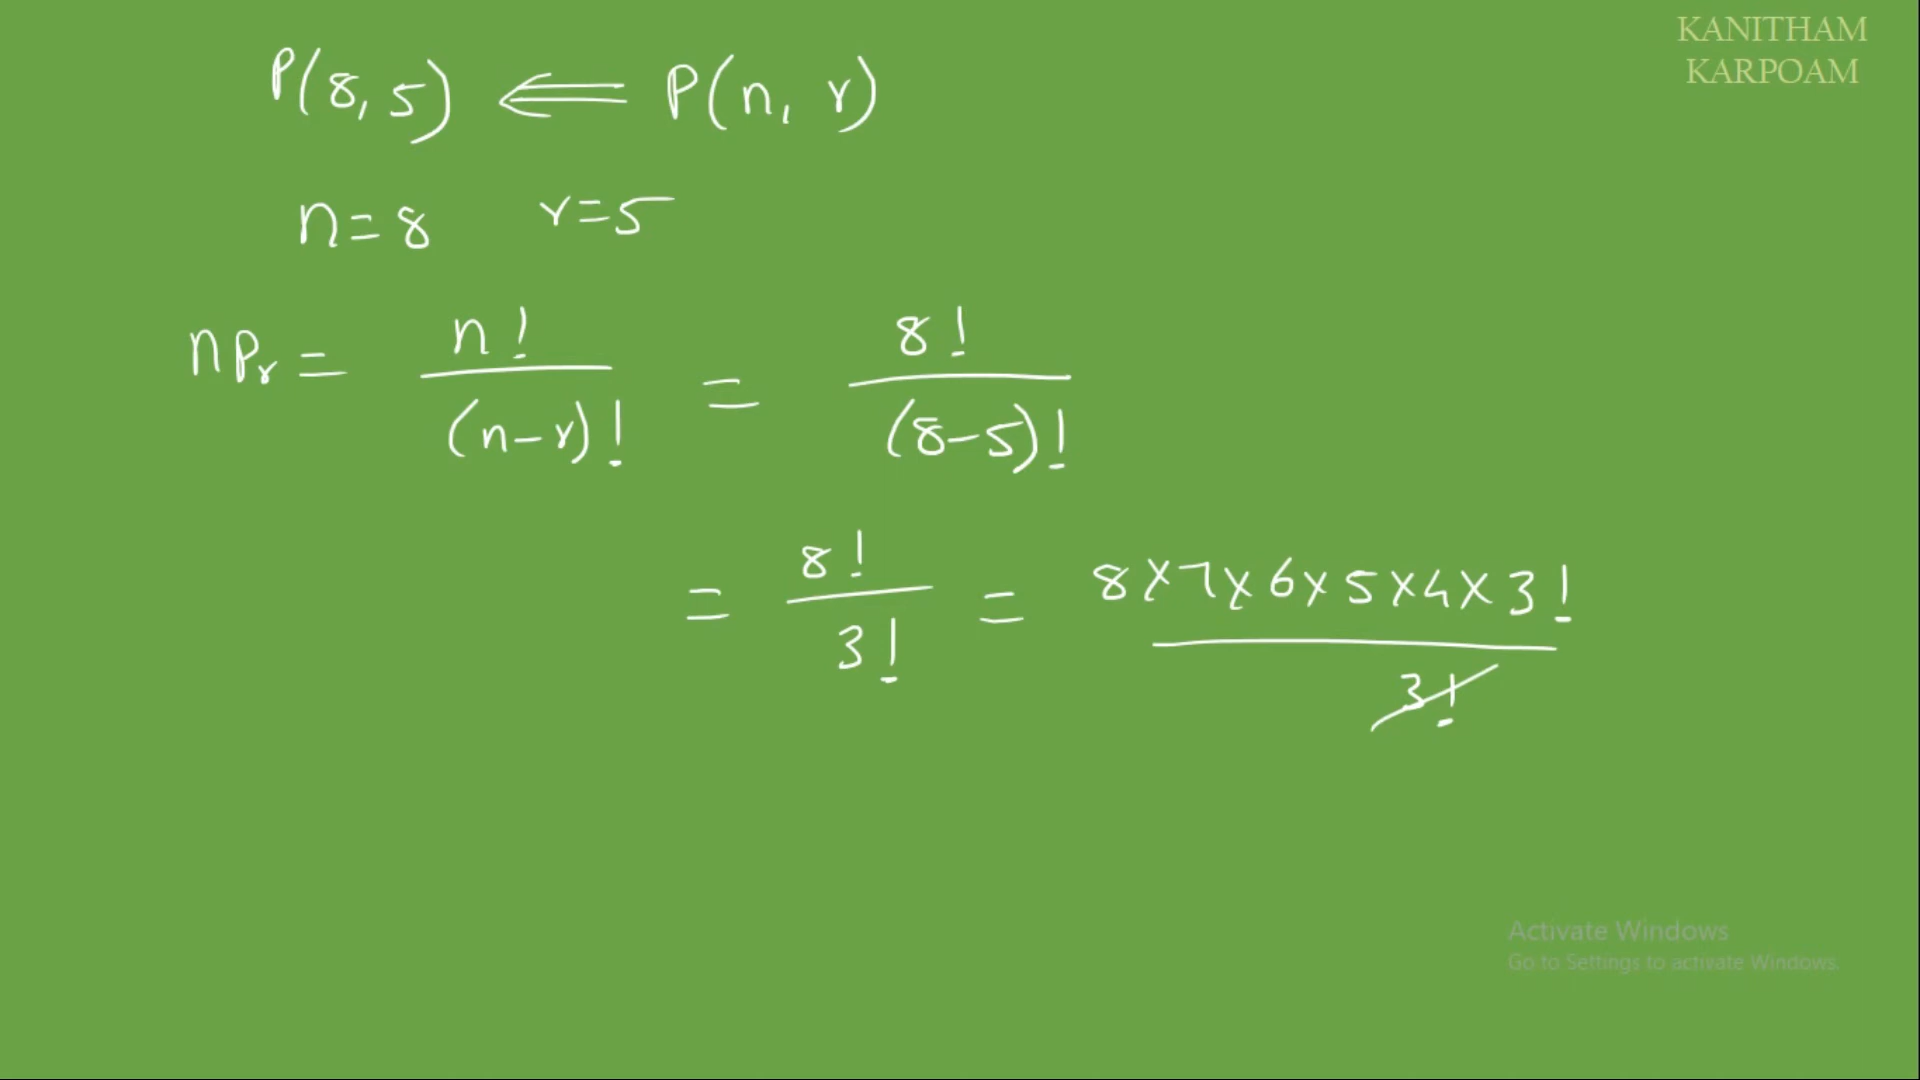 KANITHAM
KARPOAM
P(8, 5) ⇐ P(n, r)
n=8 r=5
nPr = n! / (n-r)! = 8! / (8-5)!
= 8! / 3! = 8×7×6×5×4×3! / 3!
Activate Windows
Go to Settings to activate Windows.